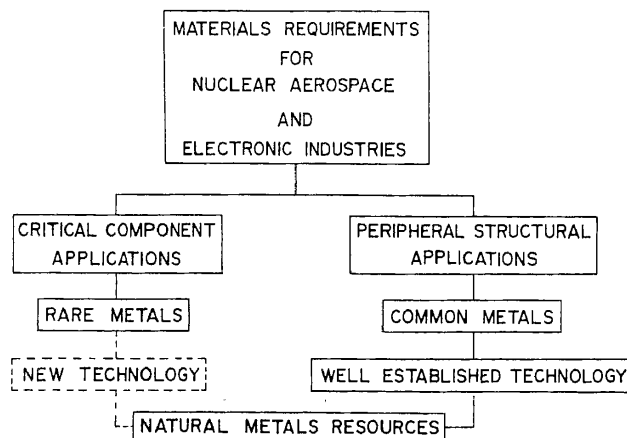 MATERIALS REQUIREMENTS
FOR
NUCLEAR AEROSPACE
AND
ELECTRONIC INDUSTRIES
CRITICAL COMPONENT
APPLICATIONS
PERIPHERAL STRUCTURAL
APPLICATIONS
RARE METALS
COMMON METALS
NEW TECHNOLOGY
WELL ESTABLISHED TECHNOLOGY
NATURAL METALS RESOURCES